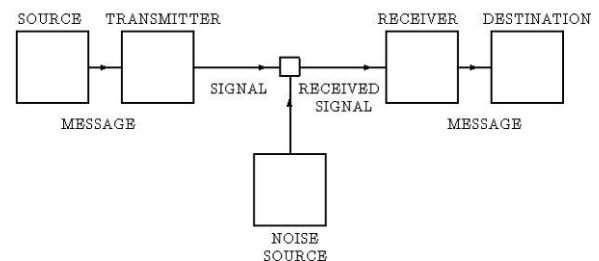 SOURCE TRANSMITTER RECEIVER DESTINATION
SIGNAL RECEIVED
SIGNAL
MESSAGE MESSAGE
NOISE
SOURCE